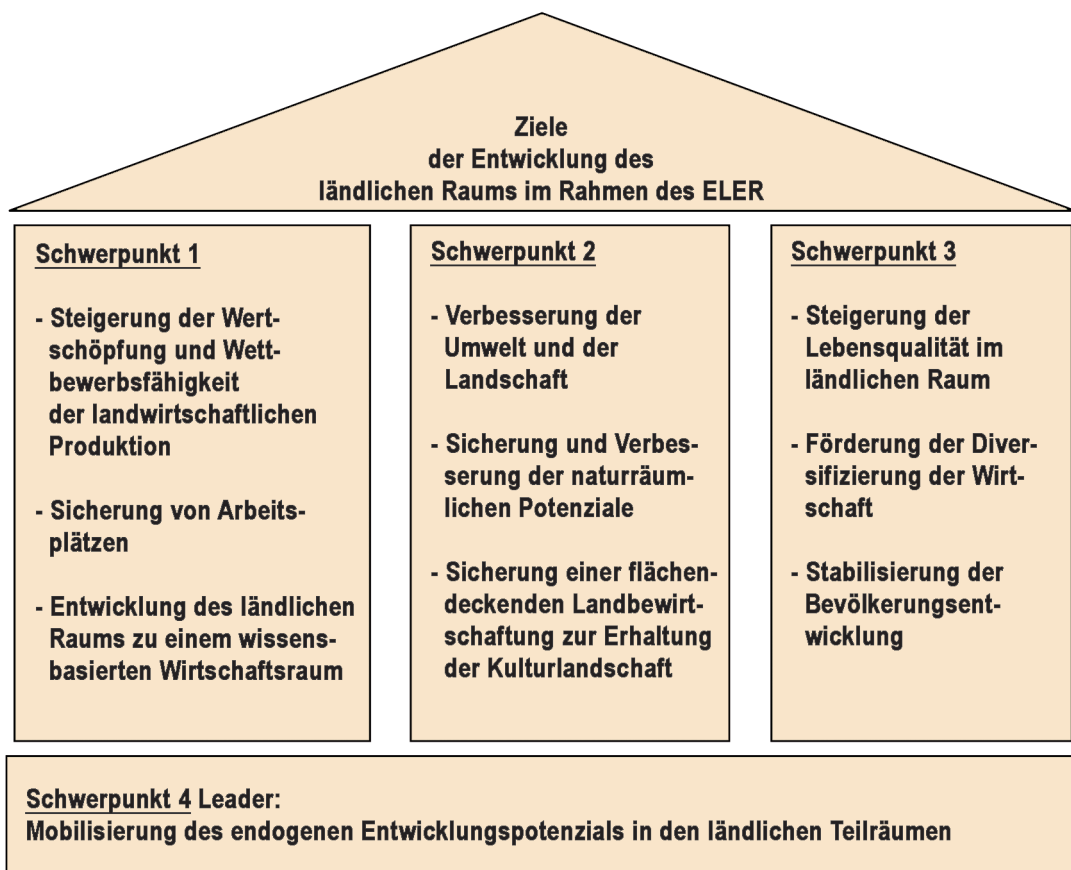 Ziele
der Entwicklung des
ländlichen Raums im Rahmen des ELER
Schwerpunkt 1
- Steigerung der Wert-
schöpfung und Wett-
bewerbsfähigkeit
der landwirtschaftlichen
Produktion
- Sicherung von Arbeits-
plätzen
- Entwicklung des ländlichen
Raums zu einem wissens-
basierten Wirtschaftsraum
Schwerpunkt 2
- Verbesserung der
Umwelt und der
Landschaft
- Sicherung und Verbes-
serung der naturräum-
lichen Potenziale
- Sicherung einer flächen-
deckenden Landbewirt-
schaftung zur Erhaltung
der Kulturlandschaft
Schwerpunkt 3
- Steigerung der
Lebensqualität im
ländlichen Raum
- Förderung der Diver-
sifizierung der Wirt-
schaft
- Stabilisierung der
Bevölkerungsent-
wicklung
Schwerpunkt 4 Leader:
Mobilisierung des endogenen Entwicklungspotenzials in den ländlichen Teilräumen